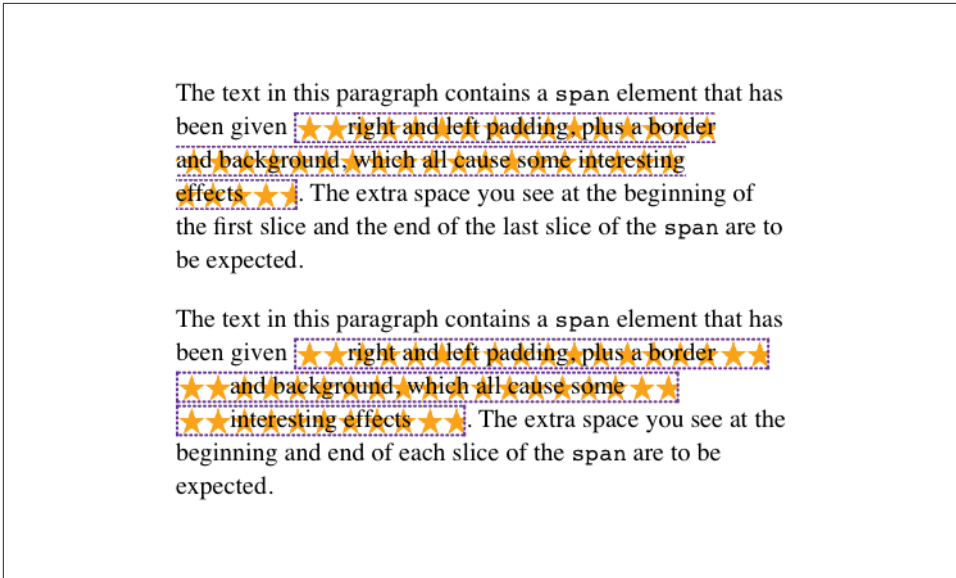 The text in this paragraph contains a span element that has
been given right and left padding, plus a border
and background, which all cause some interesting
effects. The extra space you see at the beginning of
the first slice and the end of the last slice of the span are to
be expected.
The text in this paragraph contains a span element that has
been given right and left padding, plus a border
and background, which all cause some
interesting effects. The extra space you see at the
beginning and end of each slice of the span are to be
expected.